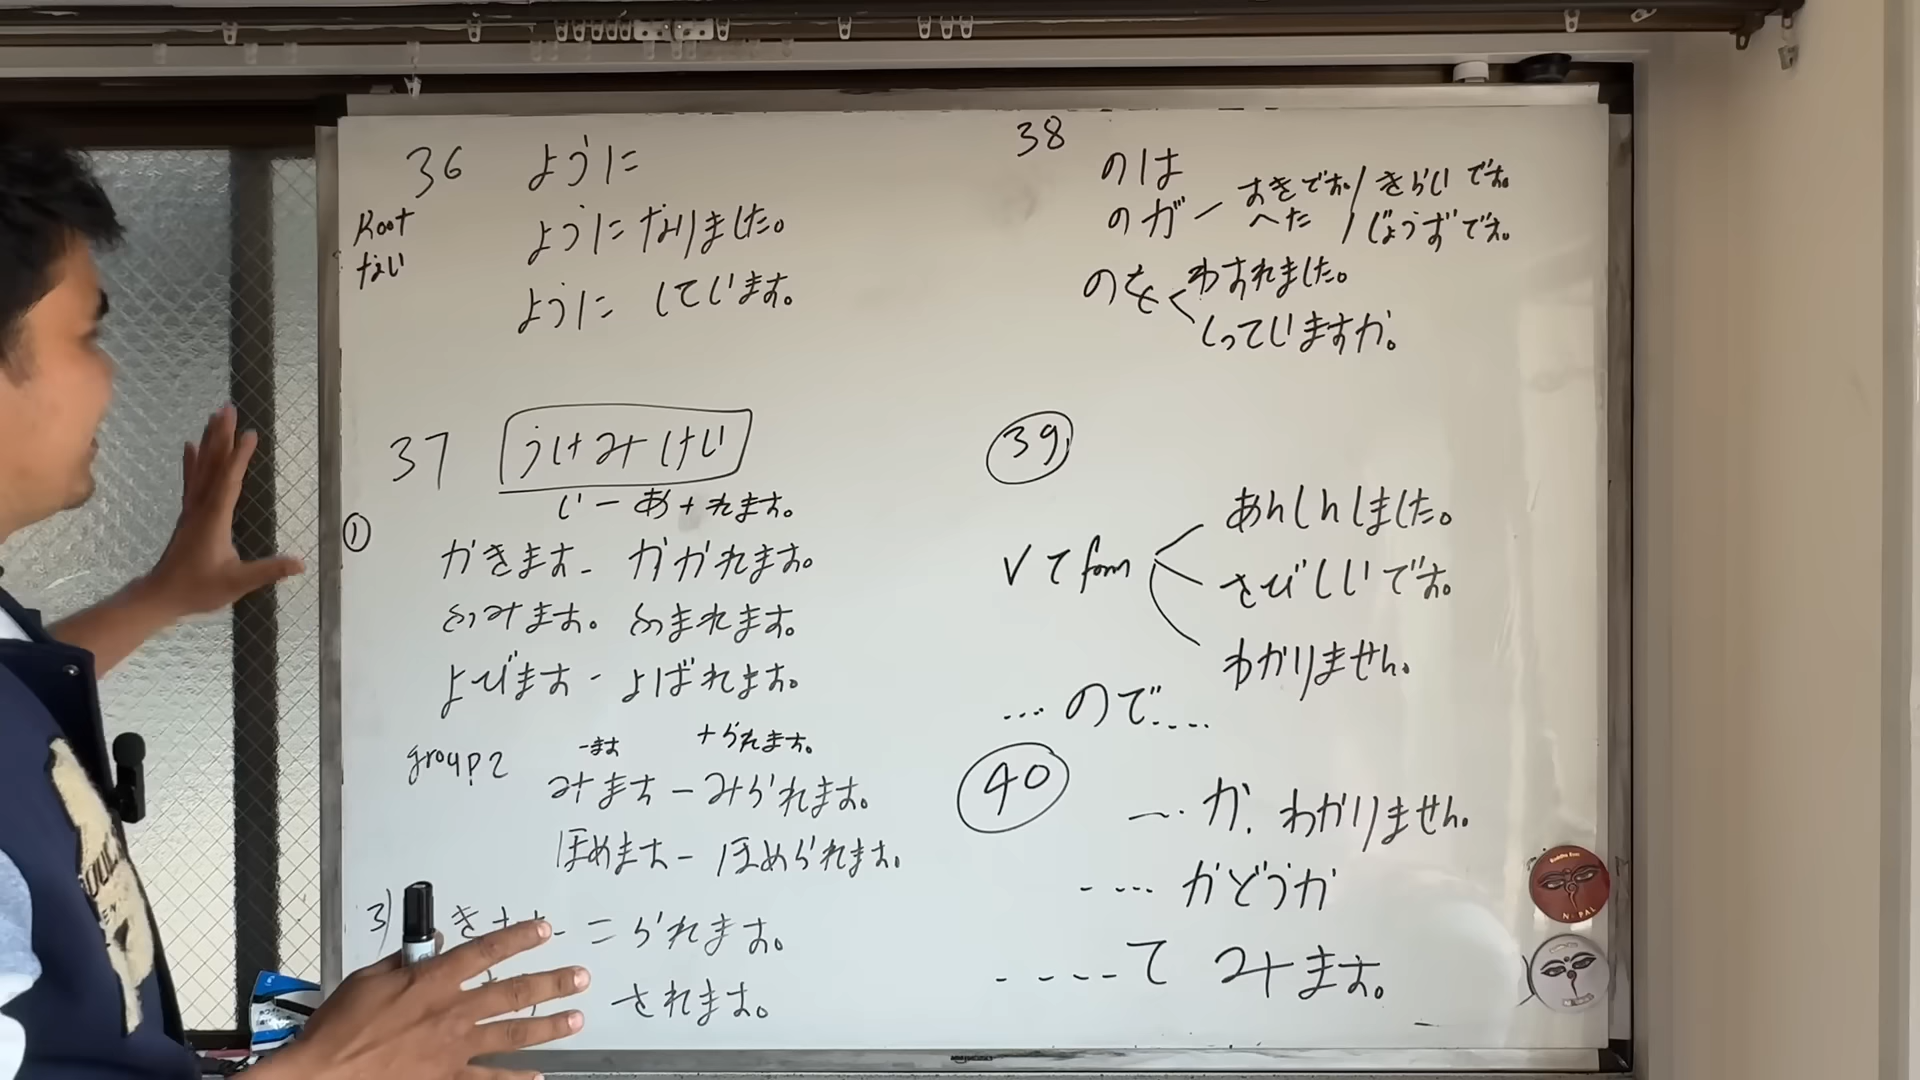 36 ように
Root ようになりました。
ない ように しています。
37 うけみけい
い - あ + れます。
① かきます - かかれます。
ふみます。 ふまれます。
よびます - よばれます。
group 2 -ます +られます。
みます - みられます。
ほめます - ほめられます。
3) きます - こられます。
されます。
38
のは
のが - すきです。/ きらいです。
へた / じょうずです。
のを < わすれました。
しっていますか。
39
V て form あんしんしました。
さびしいです。
わかりません。
... ので....
40
... か、わかりません。
.... かどうか
----て みます。
NEPAL